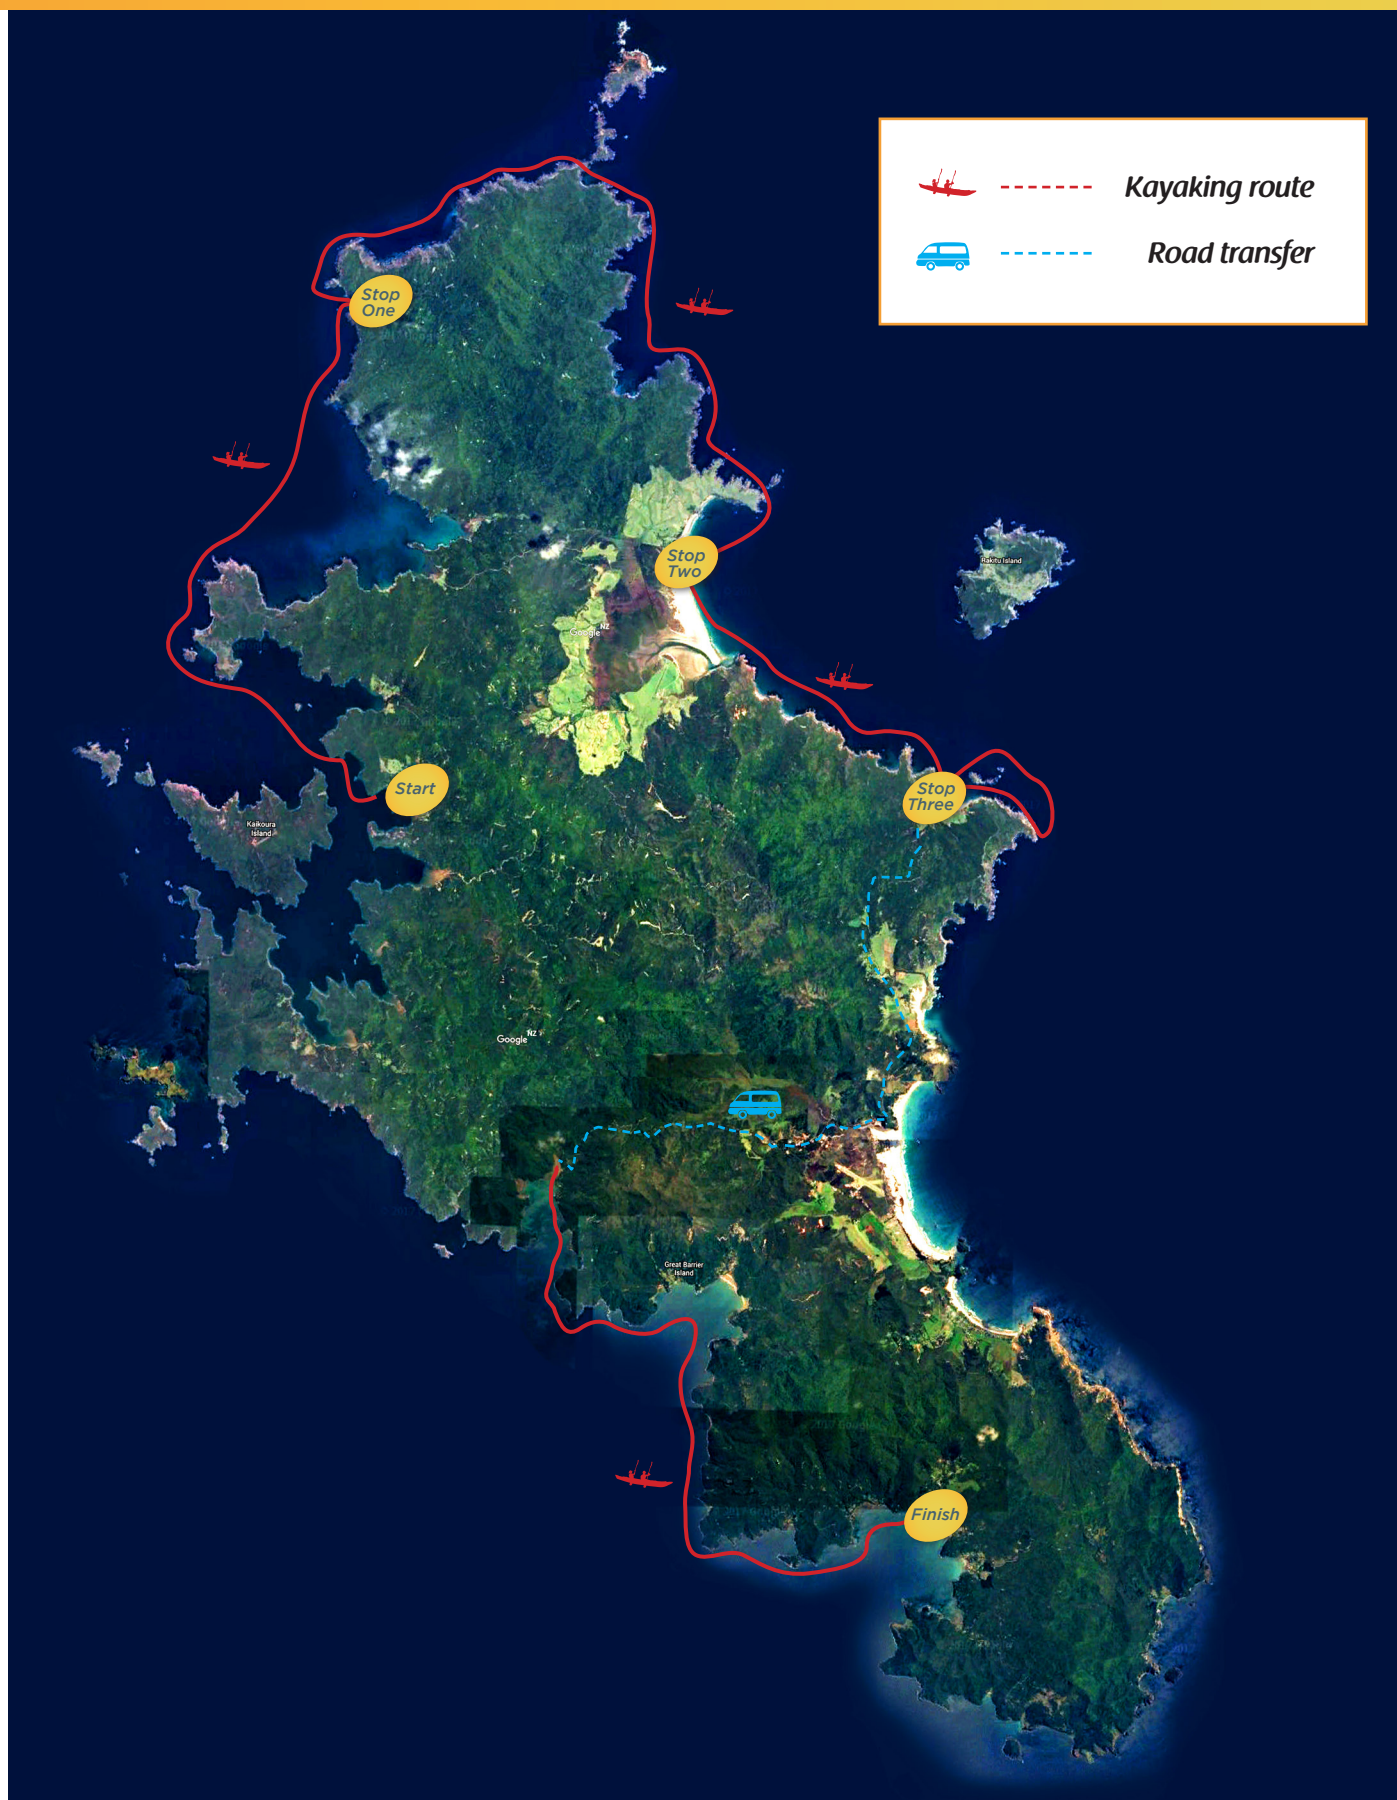 Kayaking route
Road transfer
Stop
One
Stop
Two
Rakitu Island
Google
NZ
Start
Stop
Three
Kaikoura
Island
Google
NZ
Great Barrier
Island
Finish